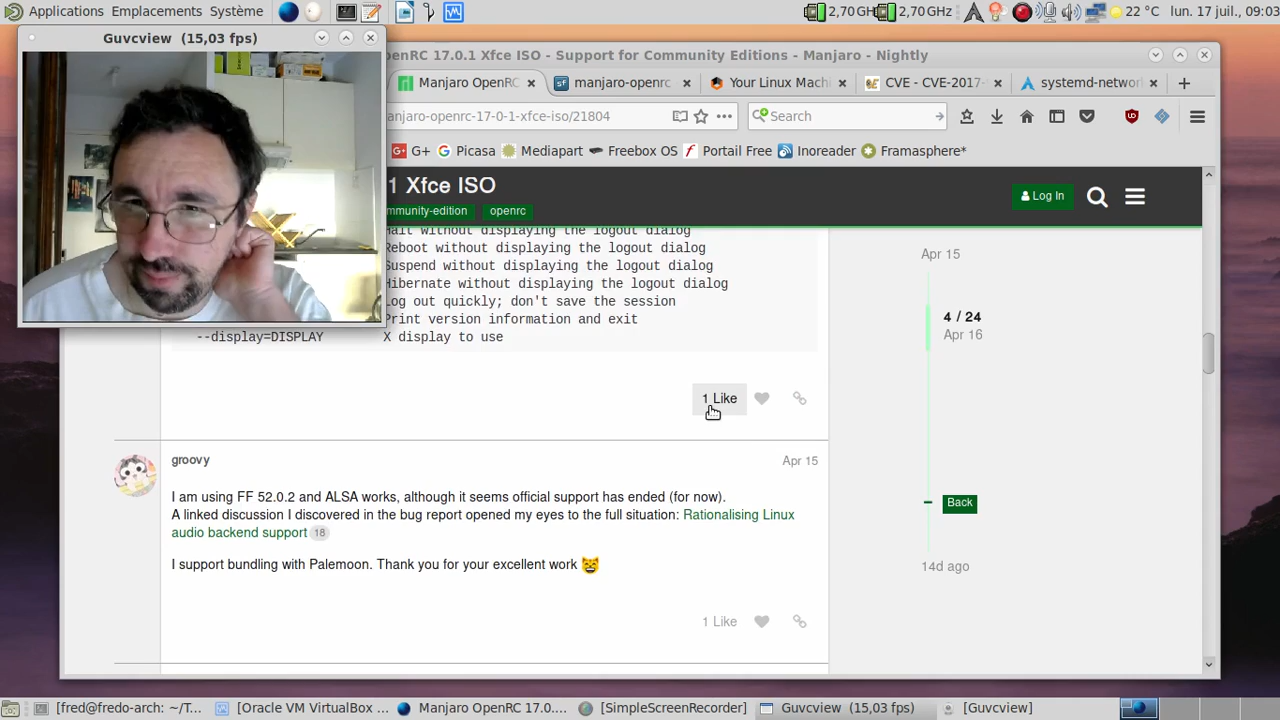 Applications Emplacements Système
2,70 GHz 2,70 GHz 22 °C lun. 17 juil., 09:03
Guvcview (15,03 fps)
penRC 17.0.1 Xfce ISO - Support for Community Editions - Manjaro - Nightly
Manjaro OpenRC
manjaro-openrc
Your Linux Machi
CVE - CVE-2017-
systemd-networ
anjaro-openrc-17-0-1-xfce-iso/21804
Search
G+ Picasa Mediapart Freebox OS Portail Free Inoreader Framasphère*
1 Xfce ISO
mmunity-edition openrc
Log In
Halt without displaying the logout dialog
Reboot without displaying the logout dialog
Suspend without displaying the logout dialog
Hibernate without displaying the logout dialog
Log out quickly; don't save the session
Print version information and exit
--display=DISPLAY X display to use
1 Like
Apr 15
4 / 24
Apr 16
Back
14d ago
groovy Apr 15
I am using FF 52.0.2 and ALSA works, although it seems official support has ended (for now).
A linked discussion I discovered in the bug report opened my eyes to the full situation: Rationalising Linux
audio backend support 18
I support bundling with Palemoon. Thank you for your excellent work
1 Like
[fred@fredo-arch: ~/T... [Oracle VM VirtualBox ... Manjaro OpenRC 17.0.... [SimpleScreenRecorder] Guvcview (15,03 fps) [Guvcview]